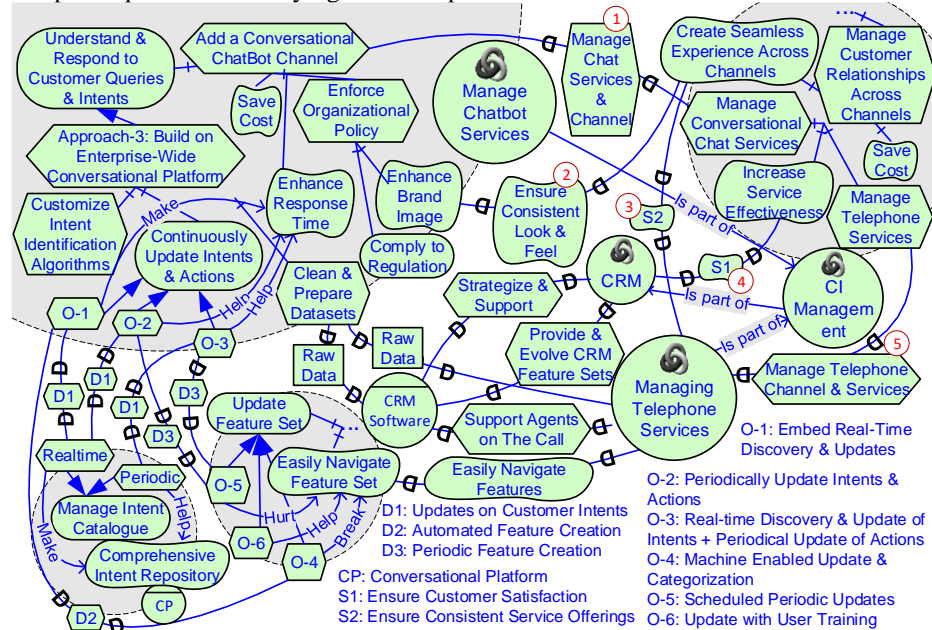 Understand &
Respond to
Customer Queries
& Intents
Add a Conversational
ChatBot Channel
Save
Cost
Enforce
Organizational
Policy
Manage
Chatbot
Services
1
Manage
Chat
Services
&
Channel
Create Seamless
Experience Across
Channels
...
Manage
Customer
Relationships
Across
Channels
Manage
Conversational
Chat Services
Save
Cost
Approach-3: Build on
Enterprise-Wide
Conversational Platform
Customize
Intent
Identification
Algorithms
Make
Continuously
Update Intents
& Actions
Enhance
Response
Time
Enhance
Brand
Image
Comply to
Regulation
2
Ensure
Consistent
Look &
Feel
3
S2
Is part of
Increase
Service
Effectiveness
Manage
Telephone
Services
S1
4
O-1
O-2
O-3
Help
Help
Clean &
Prepare
Datasets
Strategize
& Support
CRM
Is part of
Is part of
CI
Managem
ent
Raw
Data
Raw
Data
Provide &
Evolve CRM
Feature Sets
5
Manage Telephone
Channel & Services
D1
D1
D1
D3
D3
CRM
Software
Managing
Telephone
Services
Support Agents
on The Call
Update
Feature Set
...
Easily Navigate
Feature Set
Easily Navigate
Features
Realtime
Periodic
Manage Intent
Catalogue
Help
Make
Comprehensive
Intent Repository
CP
D2
O-5
O-6
O-4
Hurt
Help
Break
D1: Updates on Customer Intents
D2: Automated Feature Creation
D3: Periodic Feature Creation
CP: Conversational Platform
S1: Ensure Customer Satisfaction
S2: Ensure Consistent Service Offerings
O-1: Embed Real-Time
Discovery & Updates
O-2: Periodically Update Intents &
Actions
O-3: Real-time Discovery & Update of
Intents + Periodical Update of Actions
O-4: Machine Enabled Update &
Categorization
O-5: Scheduled Periodic Updates
O-6: Update with User Training